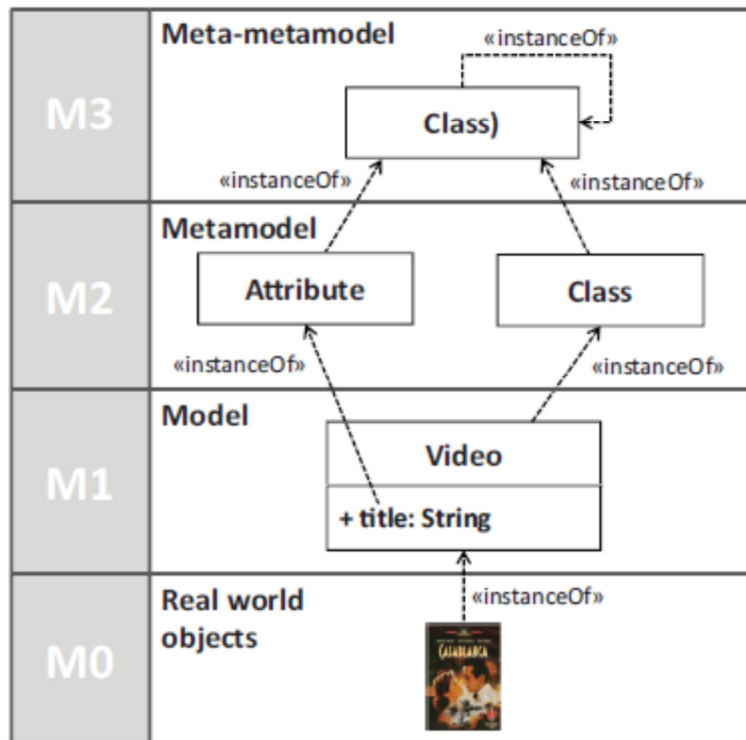 M3
Meta-metamodel
«instanceOf»
Class)
«instanceOf»
«instanceOf»
M2
Metamodel
Attribute
Class
«instanceOf»
«instanceOf»
M1
Model
Video
+ title: String
M0
Real world
objects
«instanceOf»
CASABLANCA